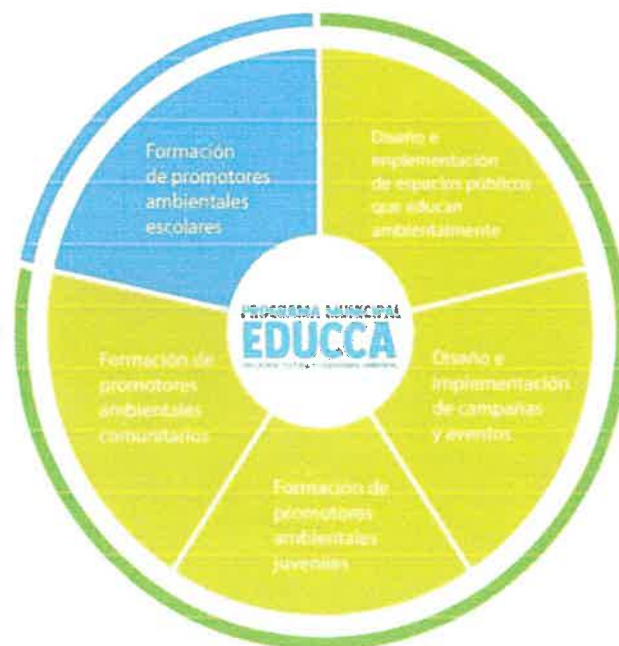 Formación
de promotores
ambientales
escolares
Diseño e
implementación
de espacios públicos
que educan
ambientalmente
PROGRAMA MUNICIPAL
EDUCCA
Formación de
promotores
ambientales
comunitarios
Diseño e
implementación
de campañas
y eventos
Formación de
promotores
ambientales
juveniles